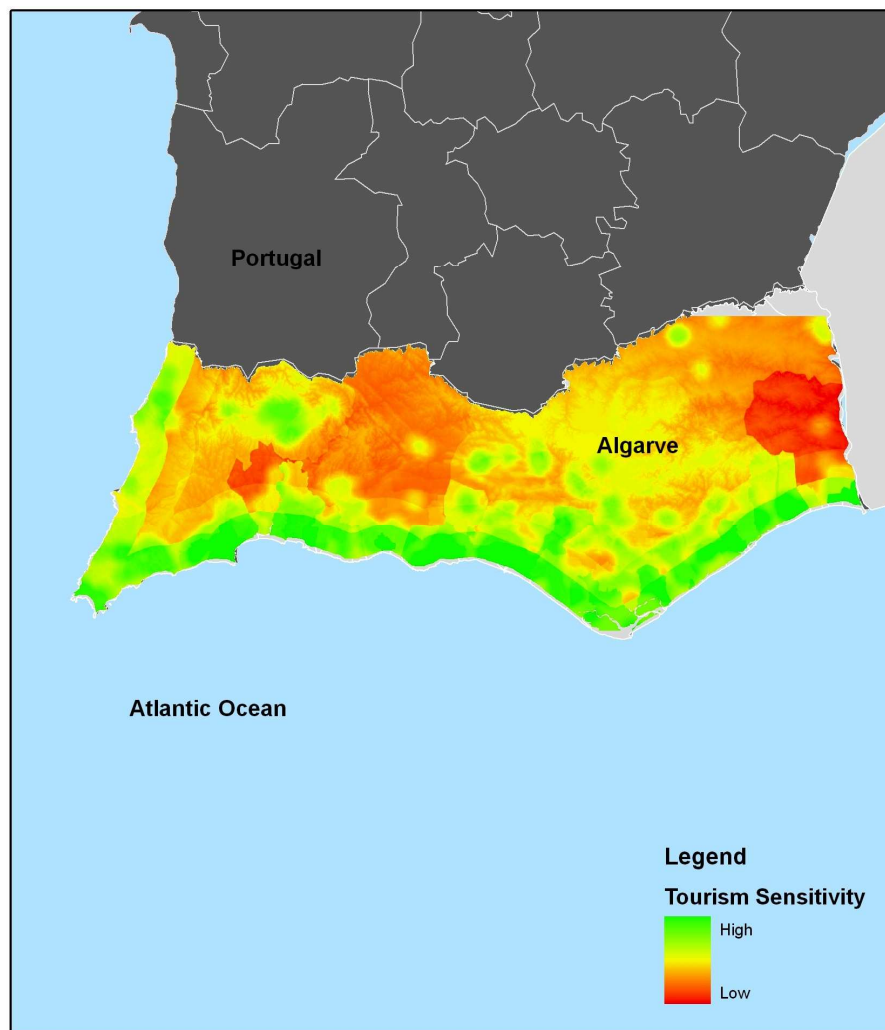 Portugal
Algarve
Atlantic Ocean
Legend
Tourism Sensitivity
High
Low